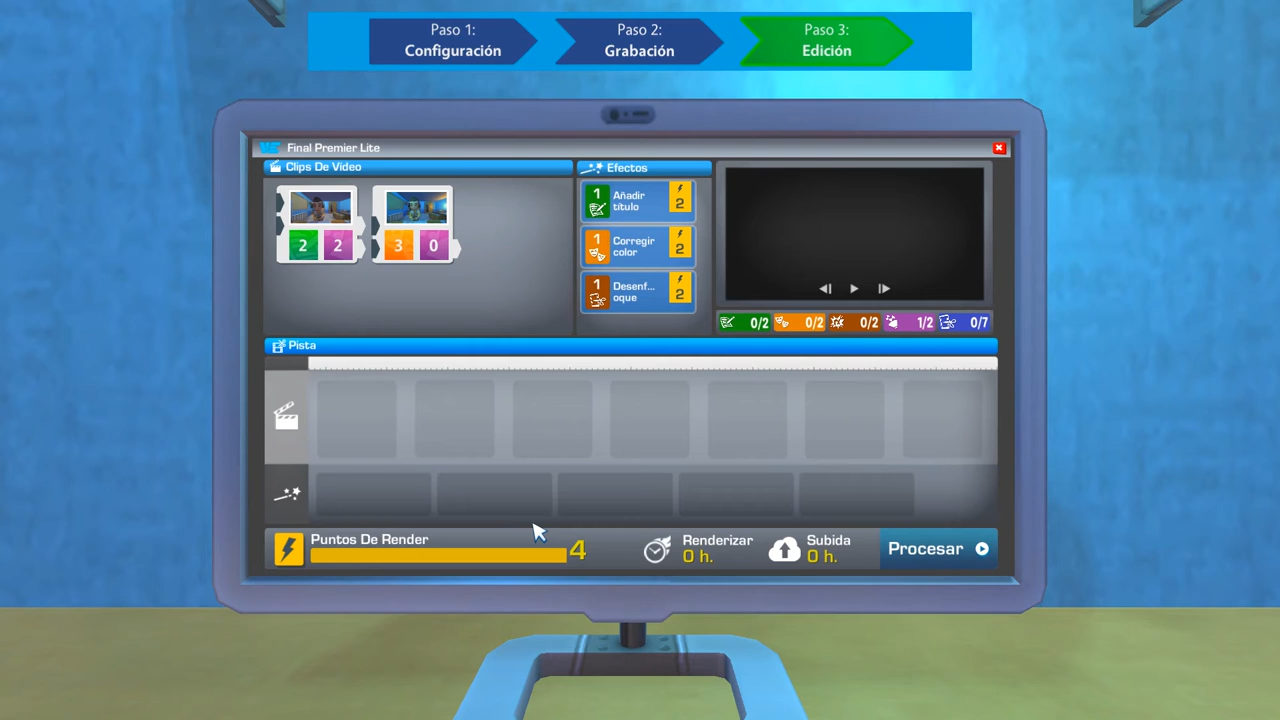 Paso 1:
Configuración
Paso 2:
Grabación
Paso 3:
Edición
Final Premier Lite
Clips De Vídeo
2 2
3 0
Efectos
1 Añadir título 2
1 Corregir color 2
1 Desenf... oque 2
0/2 0/2 0/2 1/2 0/7
Pista
Puntos De Render
4
Renderizar
0 h.
Subida
0 h.
Procesar